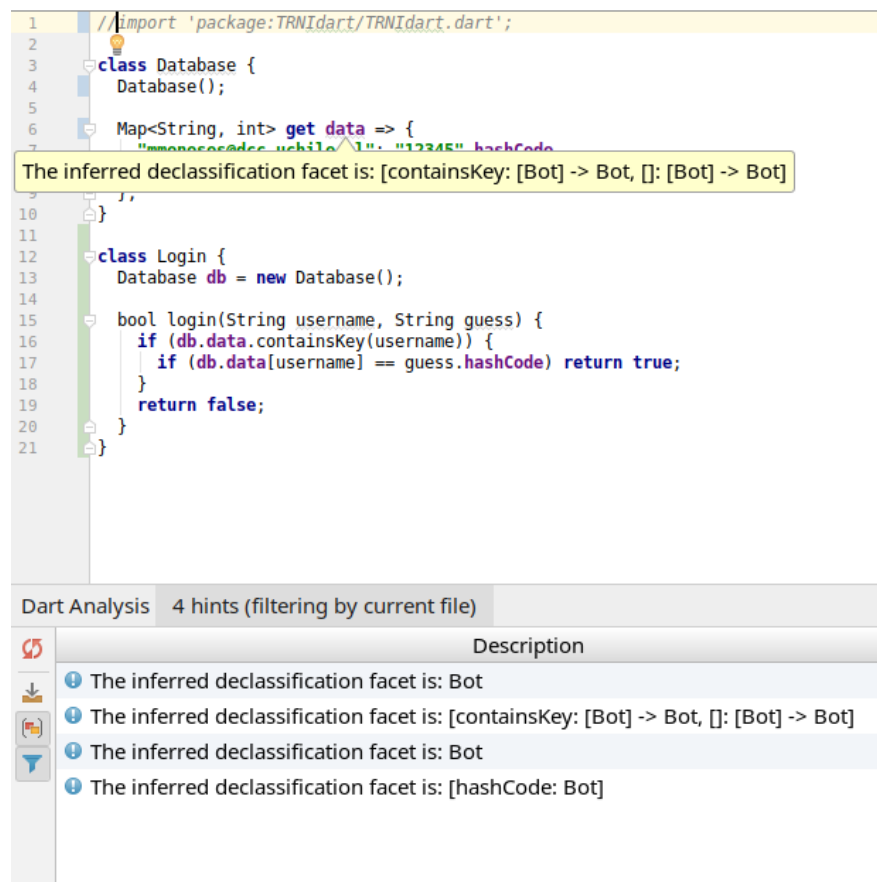 1 //import 'package:TRNIdart/TRNIdart.dart';
2
3 class Database {
4 Database();
5
6 Map<String, int> get data => {
The inferred declassification facet is: [containsKey: [Bot] -> Bot, []: [Bot] -> Bot]
9 };
10 }
11
12 class Login {
13 Database db = new Database();
14
15 bool login(String username, String guess) {
16 if (db.data.containsKey(username)) {
17 if (db.data[username] == guess.hashCode) return true;
18 }
19 return false;
20 }
21 }
Dart Analysis 4 hints (filtering by current file)
Description
The inferred declassification facet is: Bot
The inferred declassification facet is: [containsKey: [Bot] -> Bot, []: [Bot] -> Bot]
The inferred declassification facet is: Bot
The inferred declassification facet is: [hashCode: Bot]